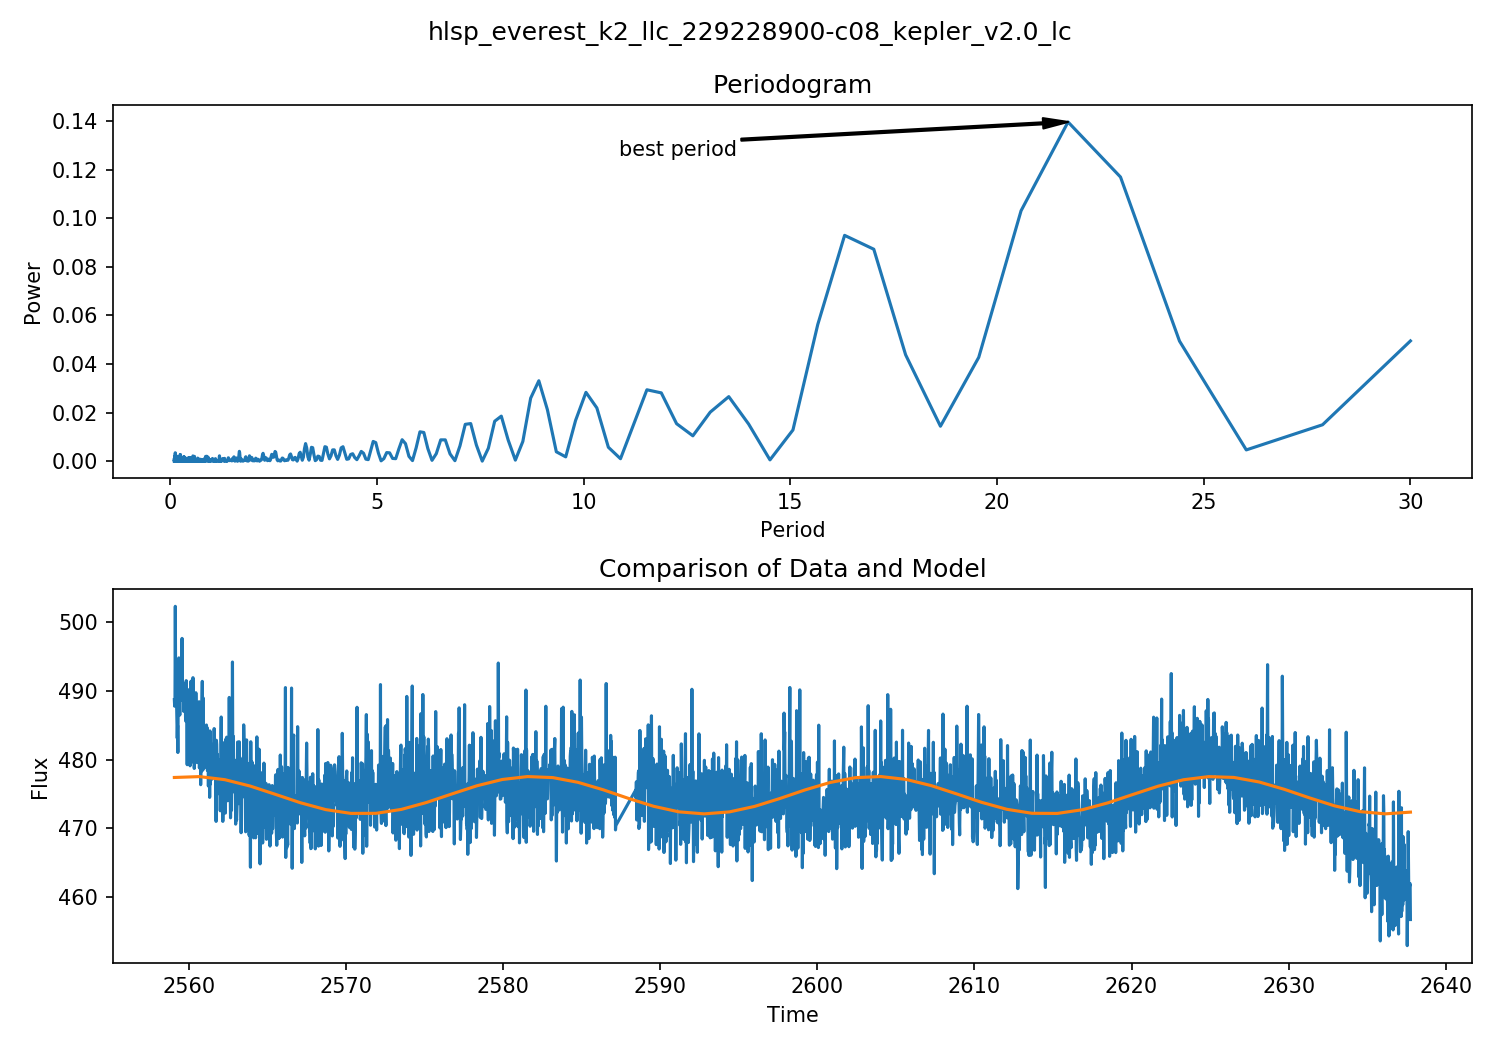 hlsp_everest_k2_llc_229228900-c08_kepler_v2.0_lc
Periodogram
0.14
0.12
0.10
0.08
0.06
0.04
0.02
0.00
Power
best period
0 5 10 15 20 25 30
Period
Comparison of Data and Model
500
490
480
470
460
Flux
2560 2570 2580 2590 2600 2610 2620 2630 2640
Time